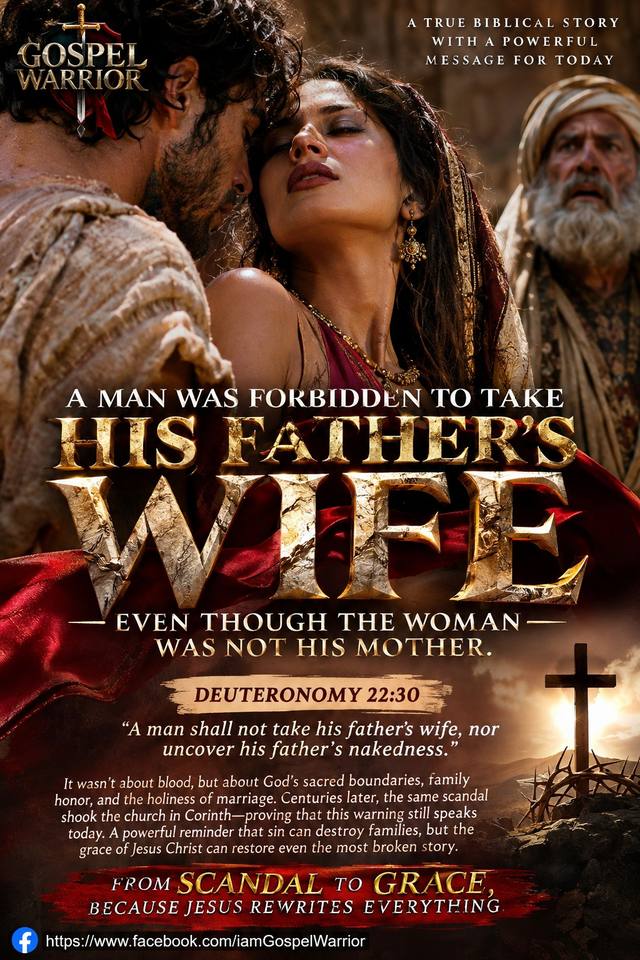 GOSPEL
WARRIOR
A TRUE BIBLICAL STORY
WITH A POWERFUL
MESSAGE FOR TODAY
A MAN WAS FORBIDDEN TO TAKE
HIS FATHER'S
WIFE
EVEN THOUGH THE WOMAN
WAS NOT HIS MOTHER.
DEUTERONOMY 22:30
"A man shall not take his father's wife, nor
uncover his father's nakedness."
It wasn't about blood, but about God's sacred boundaries, family
honor, and the holiness of marriage. Centuries later, the same scandal
shook the church in Corinth—proving that this warning still speaks
today. A powerful reminder that sin can destroy families, but the
grace of Jesus Christ can restore even the most broken story.
FROM SCANDAL TO GRACE,
BECAUSE JESUS REWRITES EVERYTHING
https://www.facebook.com/iamGospelWarrior